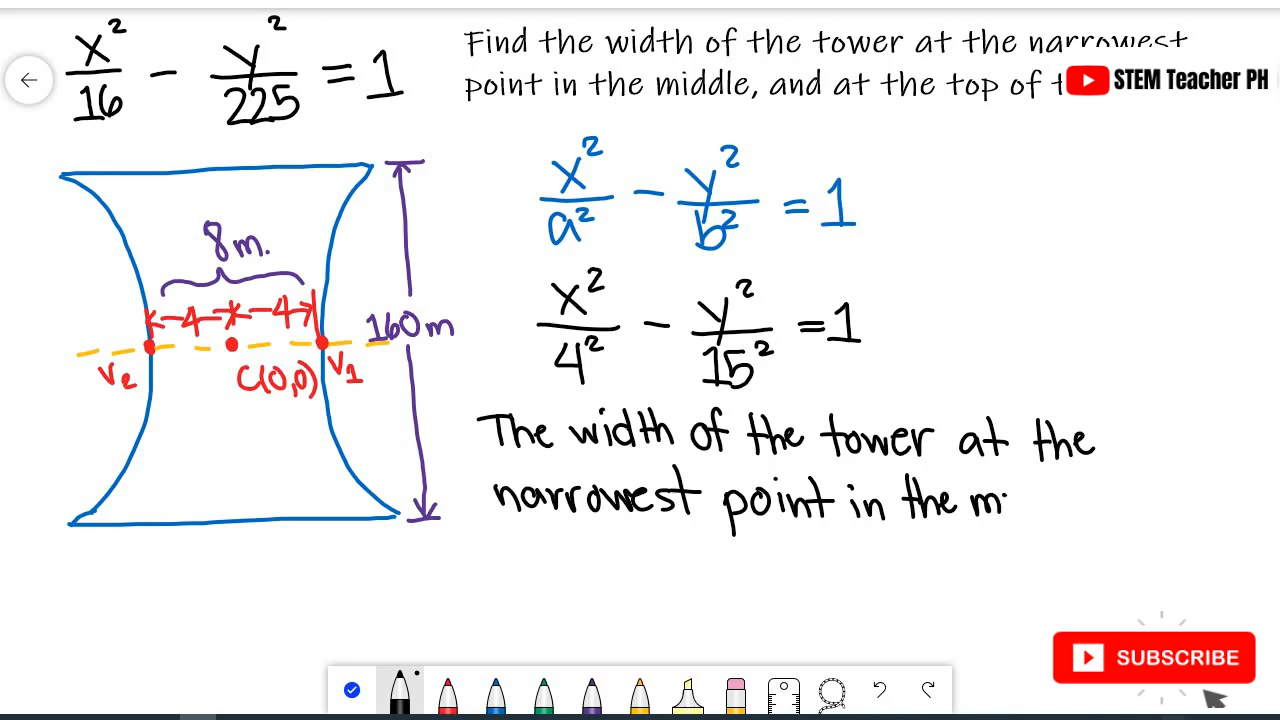 x²/16 - y²/225 = 1
Find the width of the tower at the narrowest
point in the middle, and at the top of
STEM Teacher PH
x²/a² - y²/b² = 1
8m.
x²/4² - y²/15² = 1
4 4
160m
V₂ C(0,0) V₁
The width of the tower at the
narrowest point in the m
SUBSCRIBE